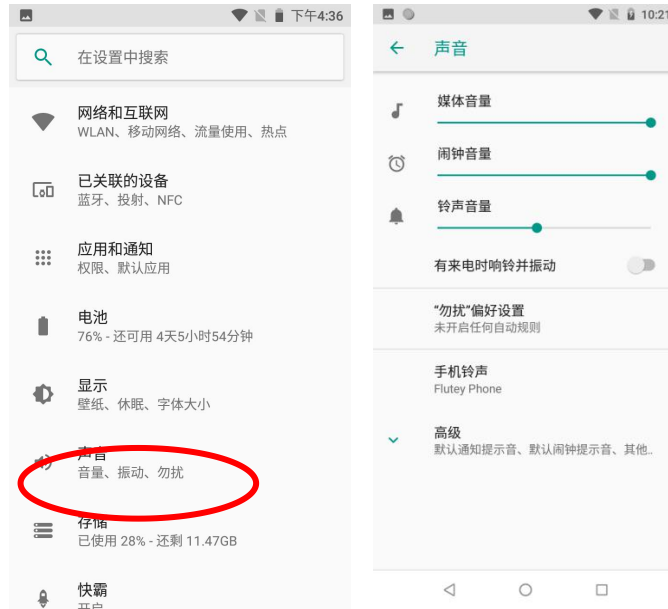 下午4:36
在设置中搜索
网络和互联网
WLAN、移动网络、流量使用、热点
已关联的设备
蓝牙、投射、NFC
应用和通知
权限、默认应用
电池
76% - 还可用 4天5小时54分钟
显示
壁纸、休眠、字体大小
声音
音量、振动、勿扰
存储
已使用 28% - 还剩 11.47GB
快霸
开启
10:21
声音
媒体音量
闹钟音量
铃声音量
有来电时响铃并振动
“勿扰”偏好设置
未开启任何自动规则
手机铃声
Flutey Phone
高级
默认通知提示音、默认闹钟提示音、其他..